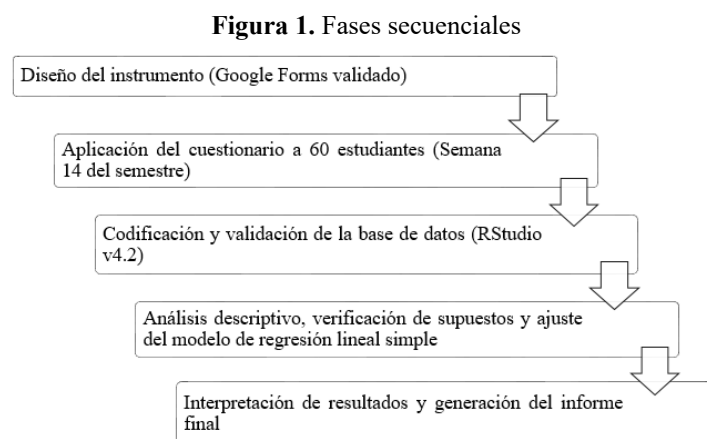 Figura 1. Fases secuenciales
Diseño del instrumento (Google Forms validado)
Aplicación del cuestionario a 60 estudiantes (Semana
14 del semestre)
Codificación y validación de la base de datos (RStudio
v4.2)
Análisis descriptivo, verificación de supuestos y ajuste
del modelo de regresión lineal simple
Interpretación de resultados y generación del informe
final